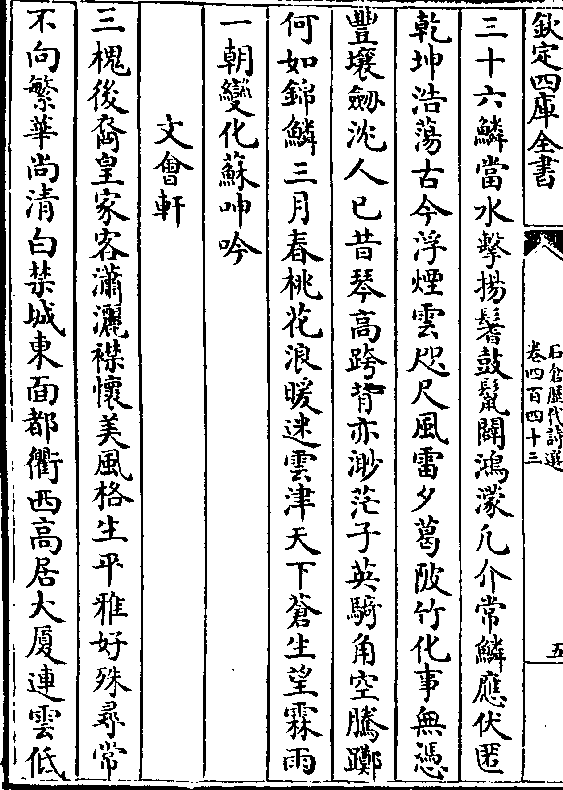 欽定四庫全書
石倉歷代詩選
卷四百四十三
五
三十六鱗當水擊揚鬐鼓鬣闢鴻濛凡介常鱗應伏匿
乾坤浩蕩古今浮煙雲咫尺風雷夕葛陂竹化事無憑
豐壤劒沈人已昔琴高跨背亦渺茫子英騎角空騰躑
何如錦鱗三月春桃花浪暖迷雲津天下蒼生望霖雨
一朝變化蘇呻吟
文會軒
三槐後裔皇家客瀟灑襟懷美風格生平雅好殊尋常
不向繁華尚清白禁城東面都衢西高居大厦連雲低